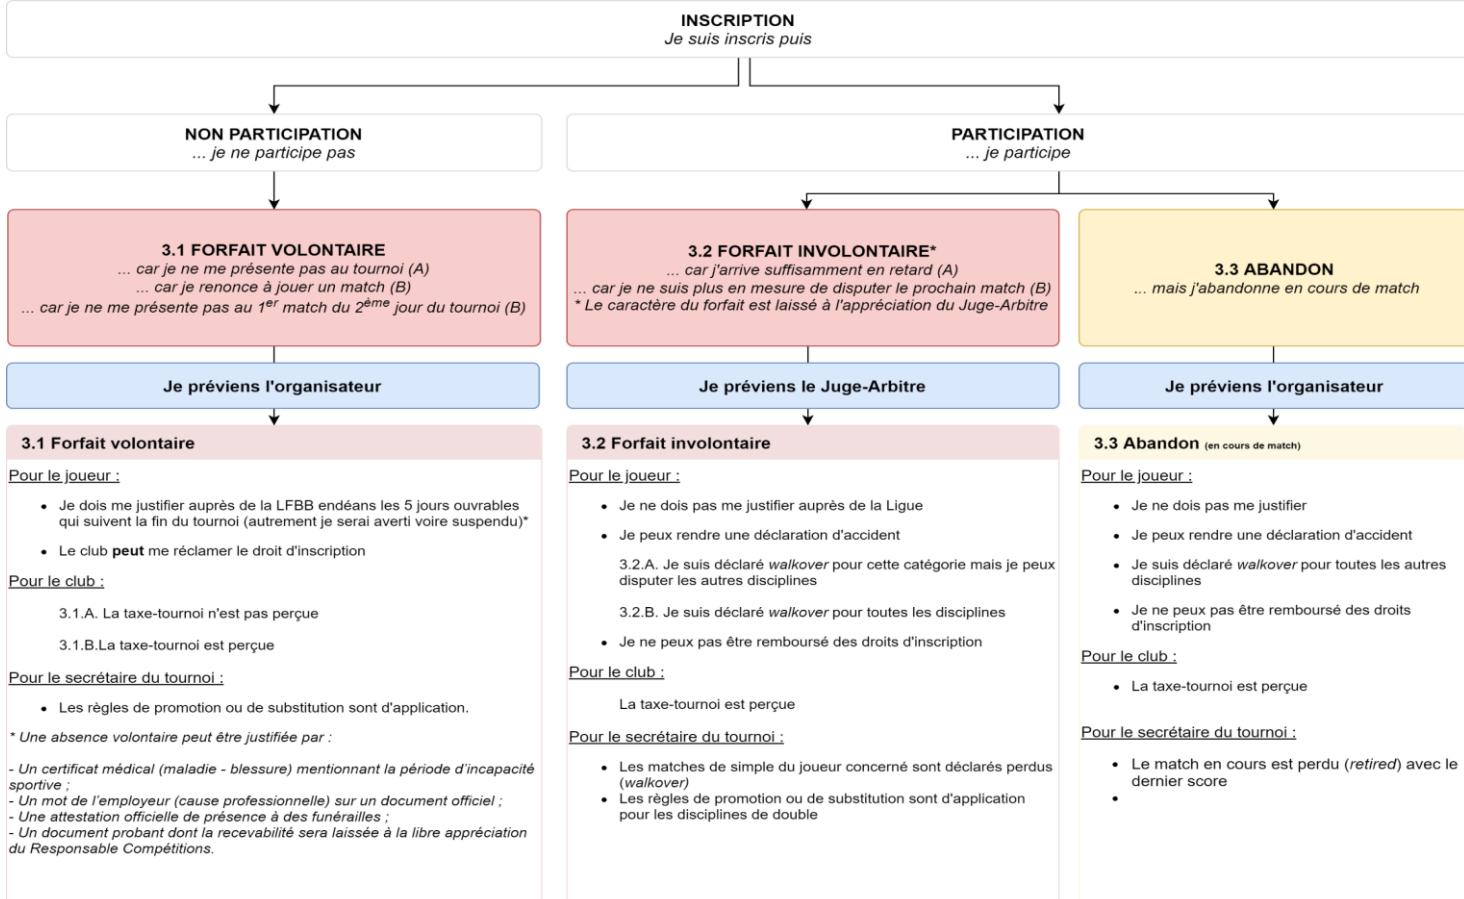 INSCRIPTION
Je suis inscris puis
NON PARTICIPATION
... je ne participe pas
PARTICIPATION
... je participe
3.1 FORFAIT VOLONTAIRE
... car je ne me présente pas au tournoi (A)
... car je renonce à jouer un match (B)
... car je ne me présente pas au 1er match du 2ème jour du tournoi (B)
3.2 FORFAIT INVOLONTAIRE*
... car j'arrive suffisamment en retard (A)
... car je ne suis plus en mesure de disputer le prochain match (B)
* Le caractère du forfait est laissé à l'appréciation du Juge-Arbitre
3.3 ABANDON
... mais j'abandonne en cours de match
Je préviens l'organisateur
Je préviens le Juge-Arbitre
Je préviens l'organisateur
3.1 Forfait volontaire
Pour le joueur :
• Je dois me justifier auprès de la LFBB endéans les 5 jours ouvrables
qui suivent la fin du tournoi (autrement je serai averti voire suspendu)*
• Le club peut me réclamer le droit d'inscription
Pour le club :
3.1.A. La taxe-tournoi n'est pas perçue
3.1.B.La taxe-tournoi est perçue
Pour le secrétaire du tournoi :
• Les règles de promotion ou de substitution sont d'application.
* Une absence volontaire peut être justifiée par :
- Un certificat médical (maladie - blessure) mentionnant la période d'incapacité
sportive ;
- Un mot de l'employeur (cause professionnelle) sur un document officiel ;
- Une attestation officielle de présence à des funérailles ;
- Un document probant dont la recevabilité sera laissée à la libre appréciation
du Responsable Compétitions.
3.2 Forfait involontaire
Pour le joueur :
• Je ne dois pas me justifier auprès de la Ligue
• Je peux rendre une déclaration d'accident
3.2.A. Je suis déclaré walkover pour cette catégorie mais je peux
disputer les autres disciplines
3.2.B. Je suis déclaré walkover pour toutes les disciplines
• Je ne peux pas être remboursé des droits d'inscription
Pour le club :
La taxe-tournoi est perçue
Pour le secrétaire du tournoi :
• Les matches de simple du joueur concerné sont déclarés perdus
(walkover)
• Les règles de promotion ou de substitution sont d'application
pour les disciplines de double
3.3 Abandon (en cours de match)
Pour le joueur :
• Je ne dois pas me justifier
• Je peux rendre une déclaration d'accident
• Je suis déclaré walkover pour toutes les autres
disciplines
• Je ne peux pas être remboursé des droits
d'inscription
Pour le club :
• La taxe-tournoi est perçue
Pour le secrétaire du tournoi :
• Le match en cours est perdu (retired) avec le
dernier score
•